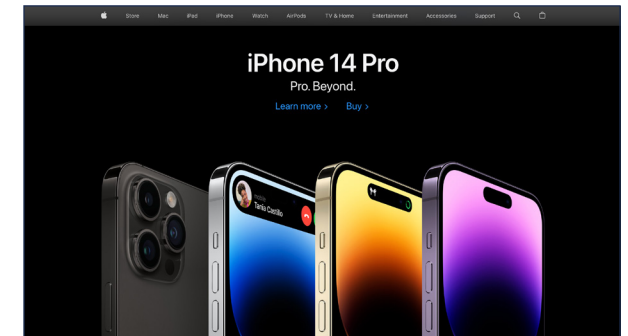 Store Mac iPad iPhone Watch AirPods TV & Home Entertainment Accessories Support
iPhone 14 Pro
Pro. Beyond.
Learn more > Buy >
mobile
Tania Castillo